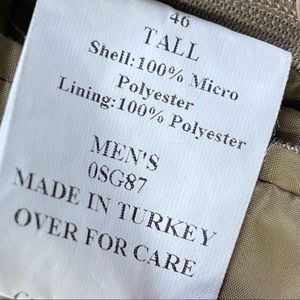 46
TALL
Shell:100% Micro
Polyester
Lining:100% Polyester
MEN'S
0SG87
MADE IN TURKEY
OVER FOR CARE